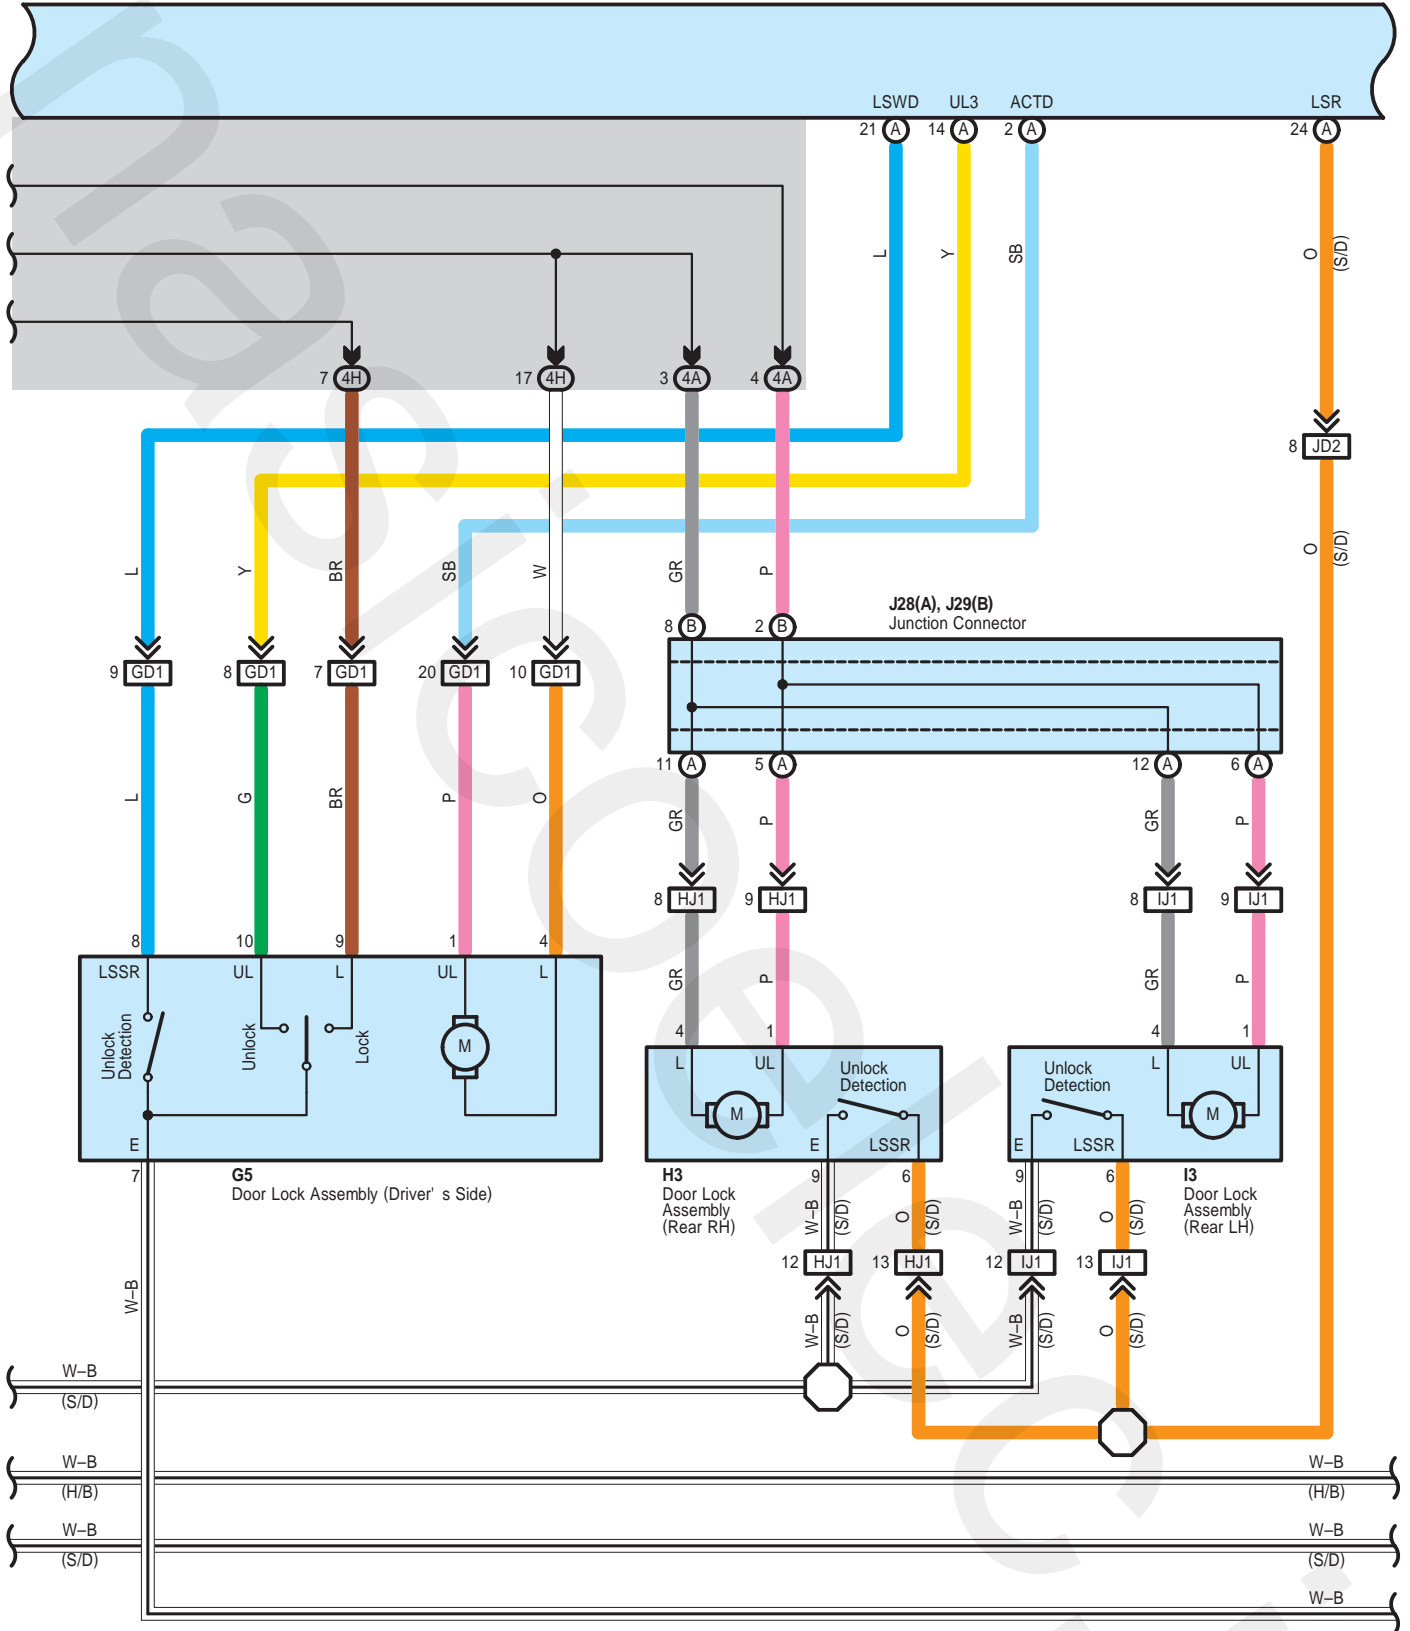 LSWD UL3 ACTD LSR
21 A 14 A 2 A 24 A
L Y SB O (S/D)
7 4H 17 4H 3 4A 4 4A
8 JD2
L Y BR SB W GR P O (S/D)
J28(A), J29(B)
Junction Connector
8 B 2 B
9 GD1 8 GD1 7 GD1 20 GD1 10 GD1
11 A 5 A 12 A 6 A
L G BR P O GR P GR P
8 HJ1 9 HJ1 8 IJ1 9 IJ1
8 10 9 1 4
LSSR UL L UL L
GR P GR P
Unlock
Detection
Unlock
Lock
M
4 1 4 1
L UL L UL
Unlock
Detection
M
Unlock
Detection
M
E
E LSSR E LSSR
7
G5
Door Lock Assembly (Driver' s Side)
H3
Door Lock
Assembly
(Rear RH)
9 6 9 6
I3
Door Lock
Assembly
(Rear LH)
W–B (S/D) O (S/D) W–B (S/D) O (S/D)
12 HJ1 13 HJ1 12 IJ1 13 IJ1
W–B
W–B (S/D) O (S/D) W–B (S/D) O (S/D)
W–B
(S/D)
W–B W–B
(H/B) (H/B)
W–B W–B
(S/D) (S/D)
W–B